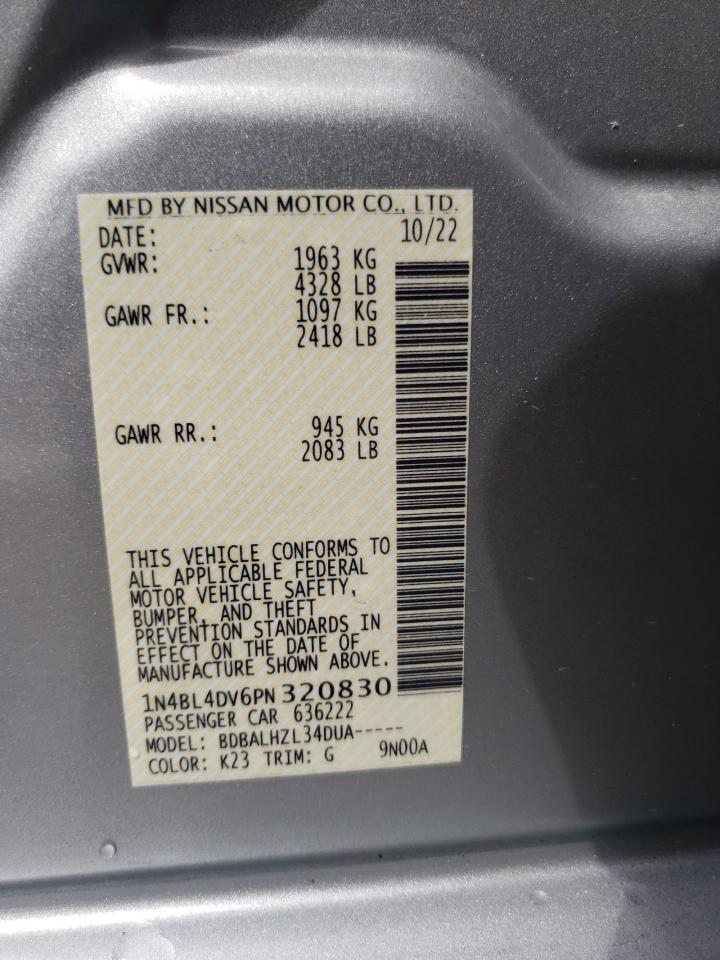 MFD BY NISSAN MOTOR CO., LTD.
DATE: 10/22
GVWR: 1963 KG
4328 LB
GAWR FR.: 1097 KG
2418 LB
GAWR RR.: 945 KG
2083 LB
THIS VEHICLE CONFORMS TO
ALL APPLICABLE FEDERAL
MOTOR VEHICLE SAFETY,
BUMPER, AND THEFT
PREVENTION STANDARDS IN
EFFECT ON THE DATE OF
MANUFACTURE SHOWN ABOVE.
1N4BL4DV6PN320830
PASSENGER CAR 636222
MODEL: BDBALHZL34DUA-----
COLOR: K23 TRIM: G 9N00A